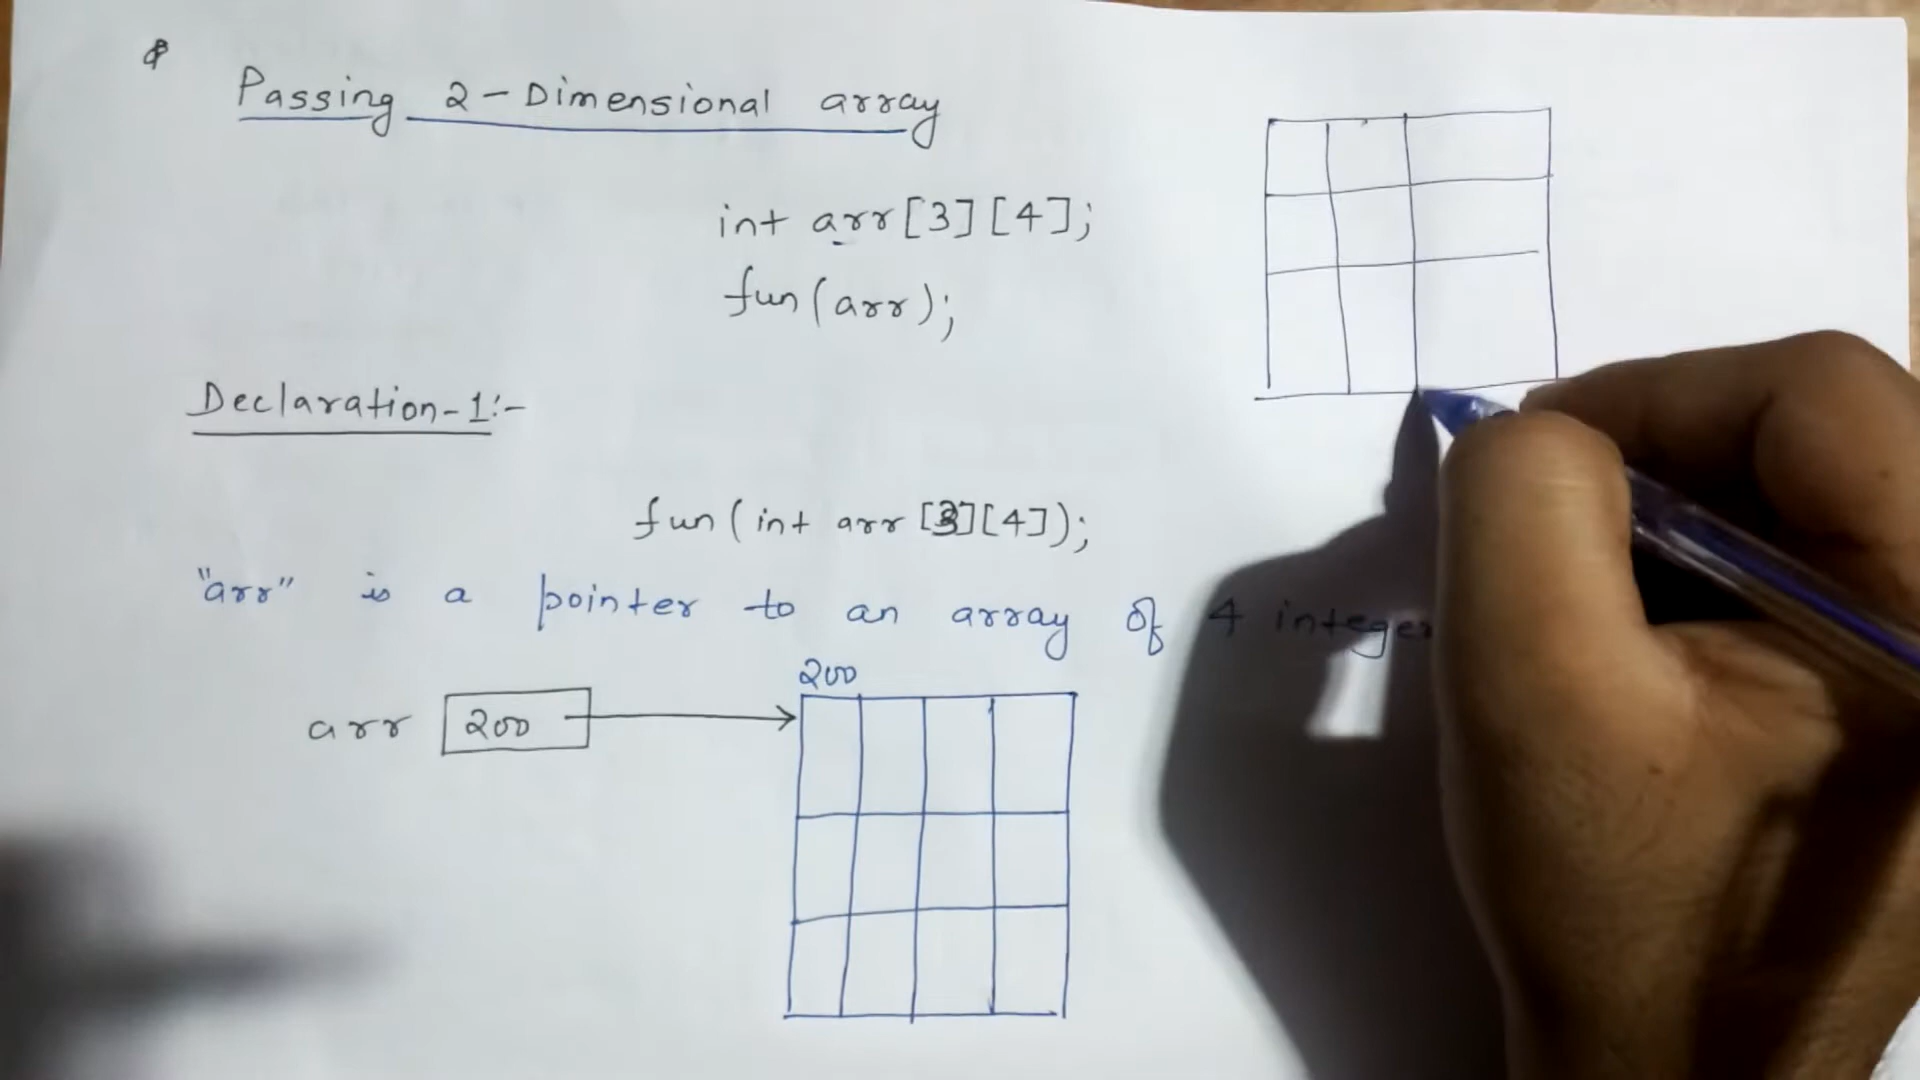 Passing 2-Dimensional array
int arr[3][4];
fun(arr);
Declaration-1:-
fun(int arr[3][4]);
"arr" is a pointer to an array of 4 integer
200
arr 200